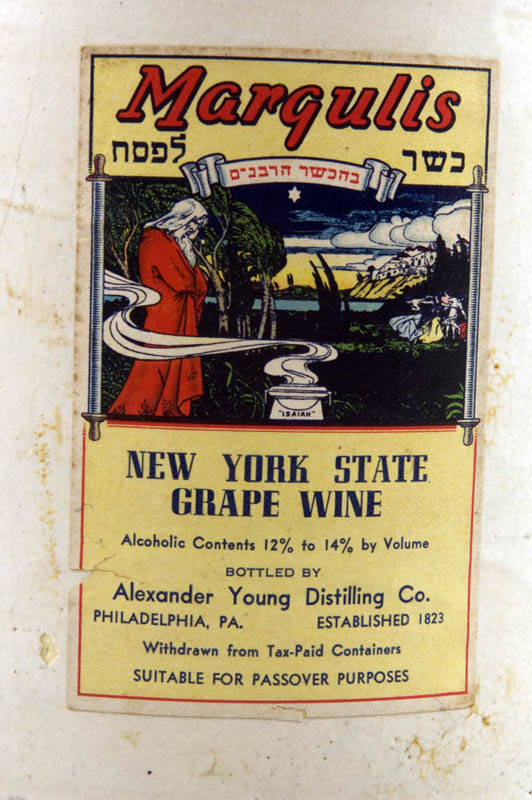 Margulis
כשר לפסח
בהכשר הרבנים
"ISAIAH"
NEW YORK STATE
GRAPE WINE
Alcoholic Contents 12% to 14% by Volume
BOTTLED BY
Alexander Young Distilling Co.
PHILADELPHIA, PA. ESTABLISHED 1823
Withdrawn from Tax-Paid Containers
SUITABLE FOR PASSOVER PURPOSES